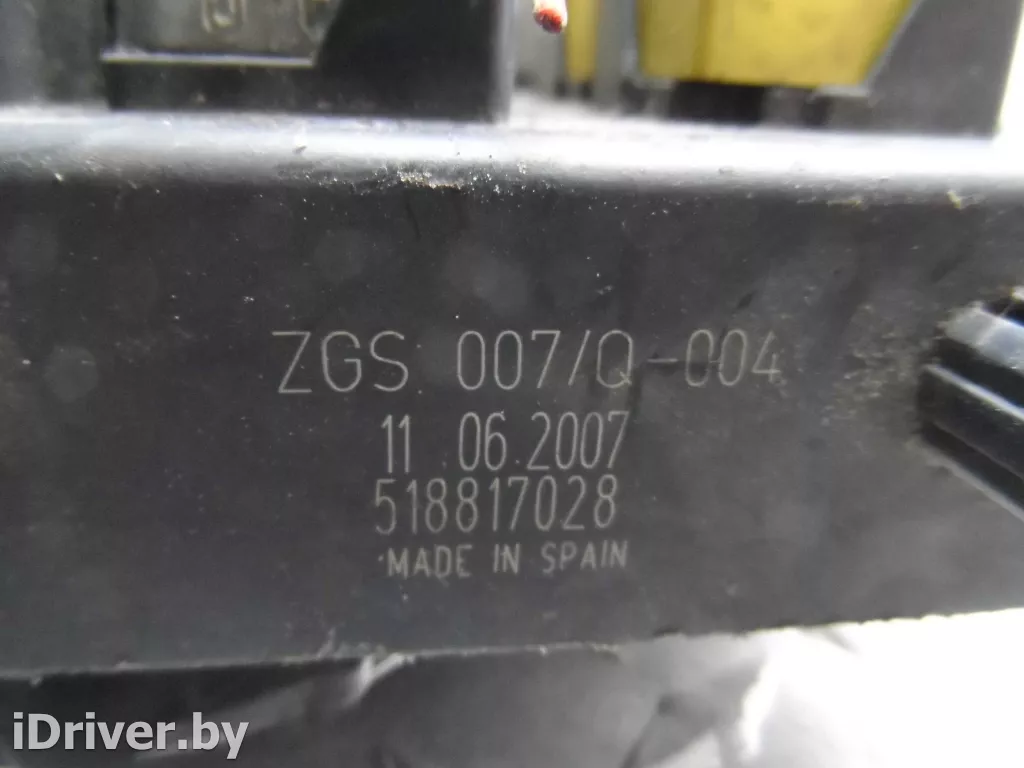 ZGS 007/Q-004
11 06.2007
518817028
MADE IN SPAIN
iDriver.by